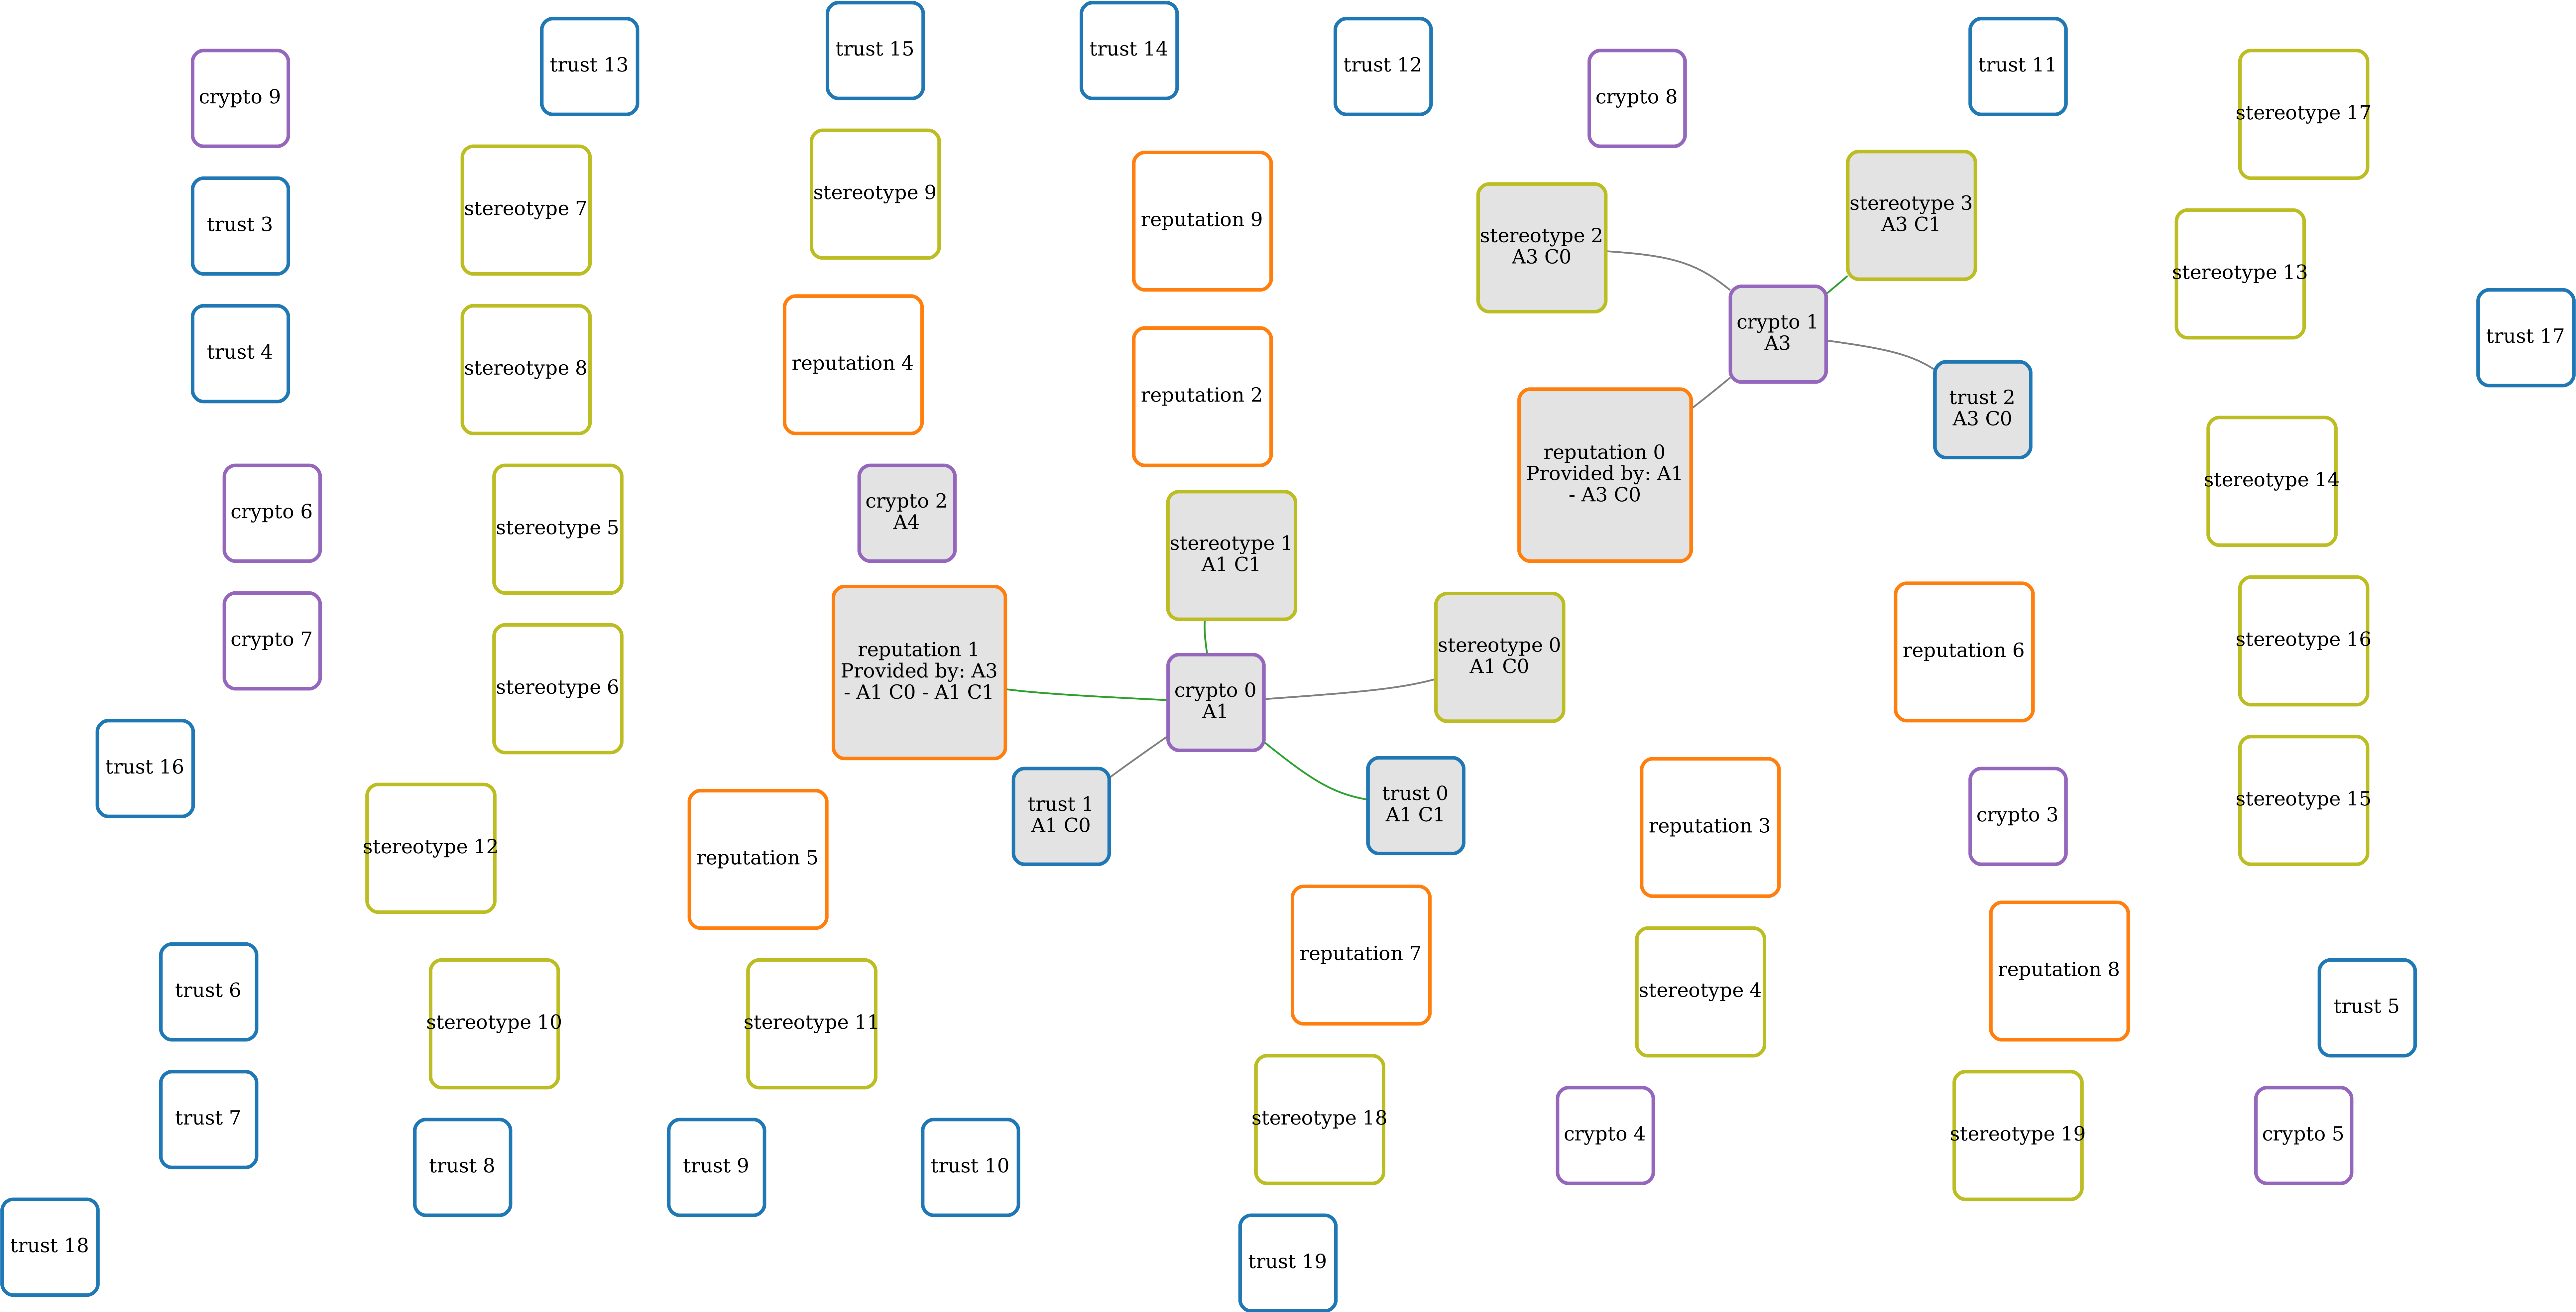 trust 15
trust 14
trust 13
trust 12
trust 11
crypto 9
crypto 8
stereotype 17
stereotype 9
stereotype 3
A3 C1
stereotype 7
reputation 9
trust 3
stereotype 2
A3 C0
stereotype 13
crypto 1
A3
trust 17
trust 4
reputation 4
stereotype 8
reputation 2
trust 2
A3 C0
reputation 0
Provided by: A1
- A3 C0
stereotype 14
crypto 2
A4
crypto 6
stereotype 5
stereotype 1
A1 C1
crypto 7
stereotype 16
reputation 6
stereotype 0
A1 C0
reputation 1
Provided by: A3
- A1 C0 - A1 C1
stereotype 6
crypto 0
A1
trust 16
stereotype 15
trust 0
A1 C1
trust 1
A1 C0
crypto 3
reputation 3
stereotype 12
reputation 5
reputation 7
reputation 8
trust 6
stereotype 4
trust 5
stereotype 10
stereotype 11
trust 7
stereotype 18
crypto 4
stereotype 19
crypto 5
trust 8
trust 9
trust 10
trust 18
trust 19